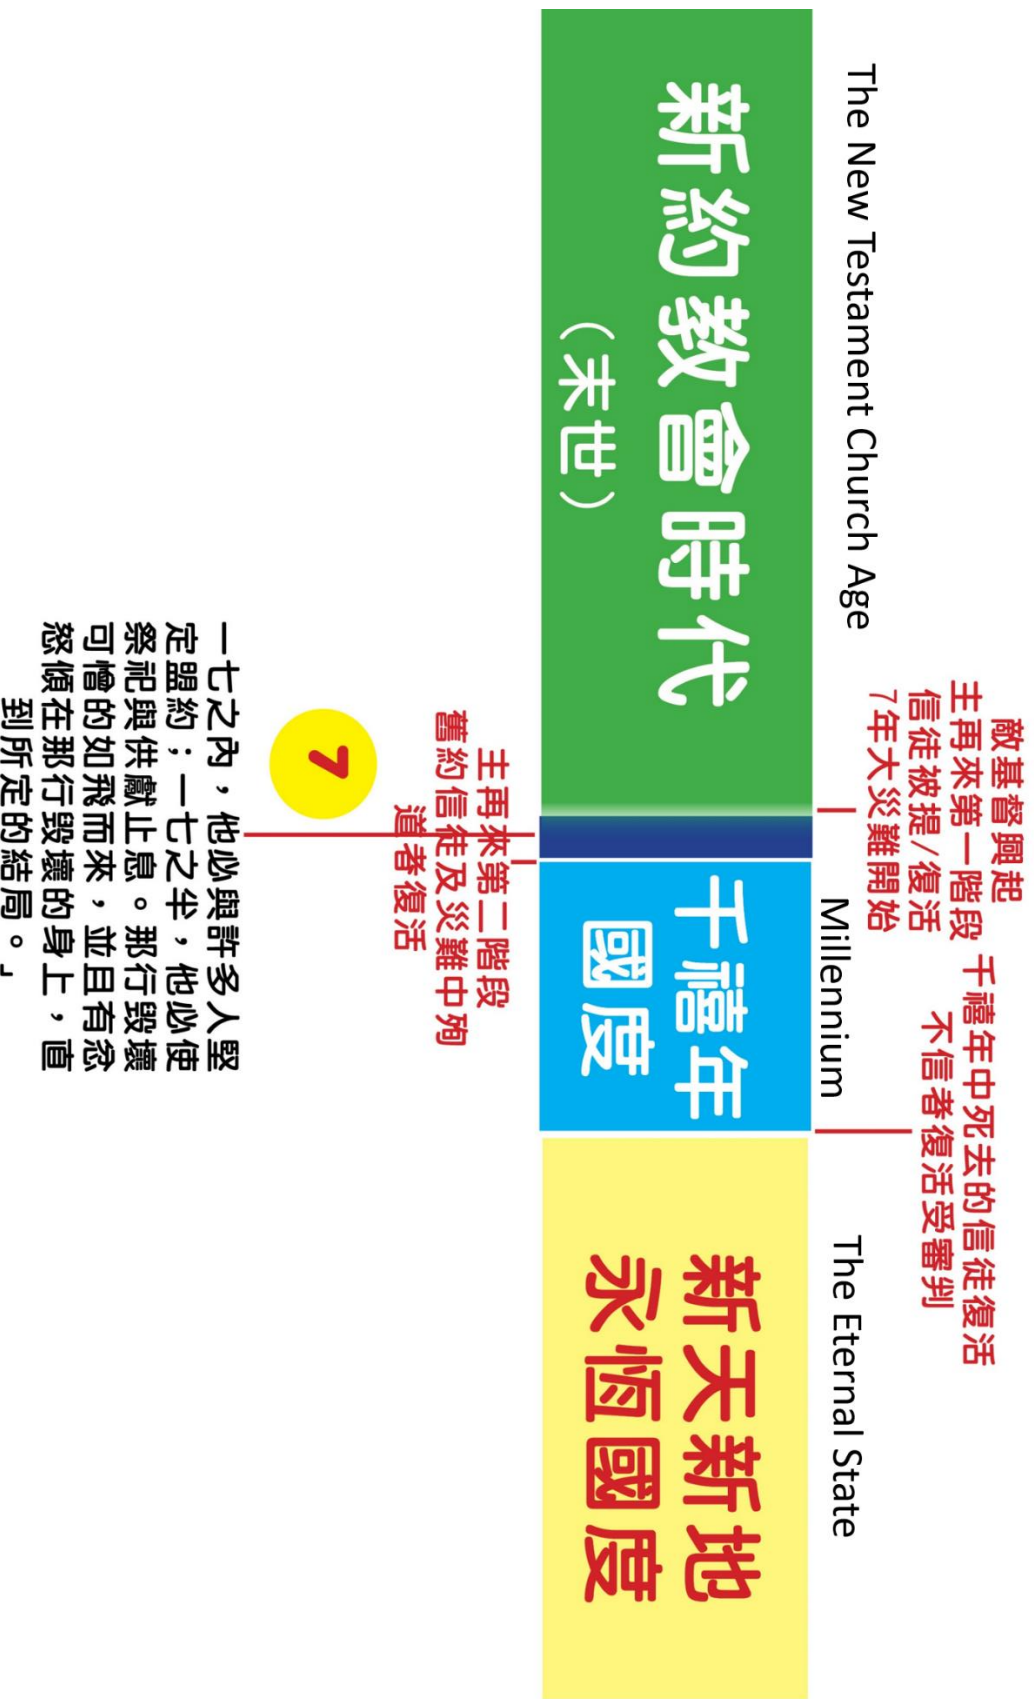 敵基督興起
主再來第一階段
信徒被提/復活
7年大災難開始
千禧年中死去的信徒復活
不信者復活受審判
The New Testament Church Age
Millennium
The Eternal State
新約教會時代
（末世）
千禧年
國度
新天新地
永恆國度
主再來第二階段
舊約信徒及災難中殉
道者復活
7
一七之內，他必與許多人堅
定盟約；一七之半，他必使
祭祀與供獻止息。那行毀壞
可憎的如飛而來，並且有忿
怒傾在那行毀壞的身上，直
到所定的結局。」